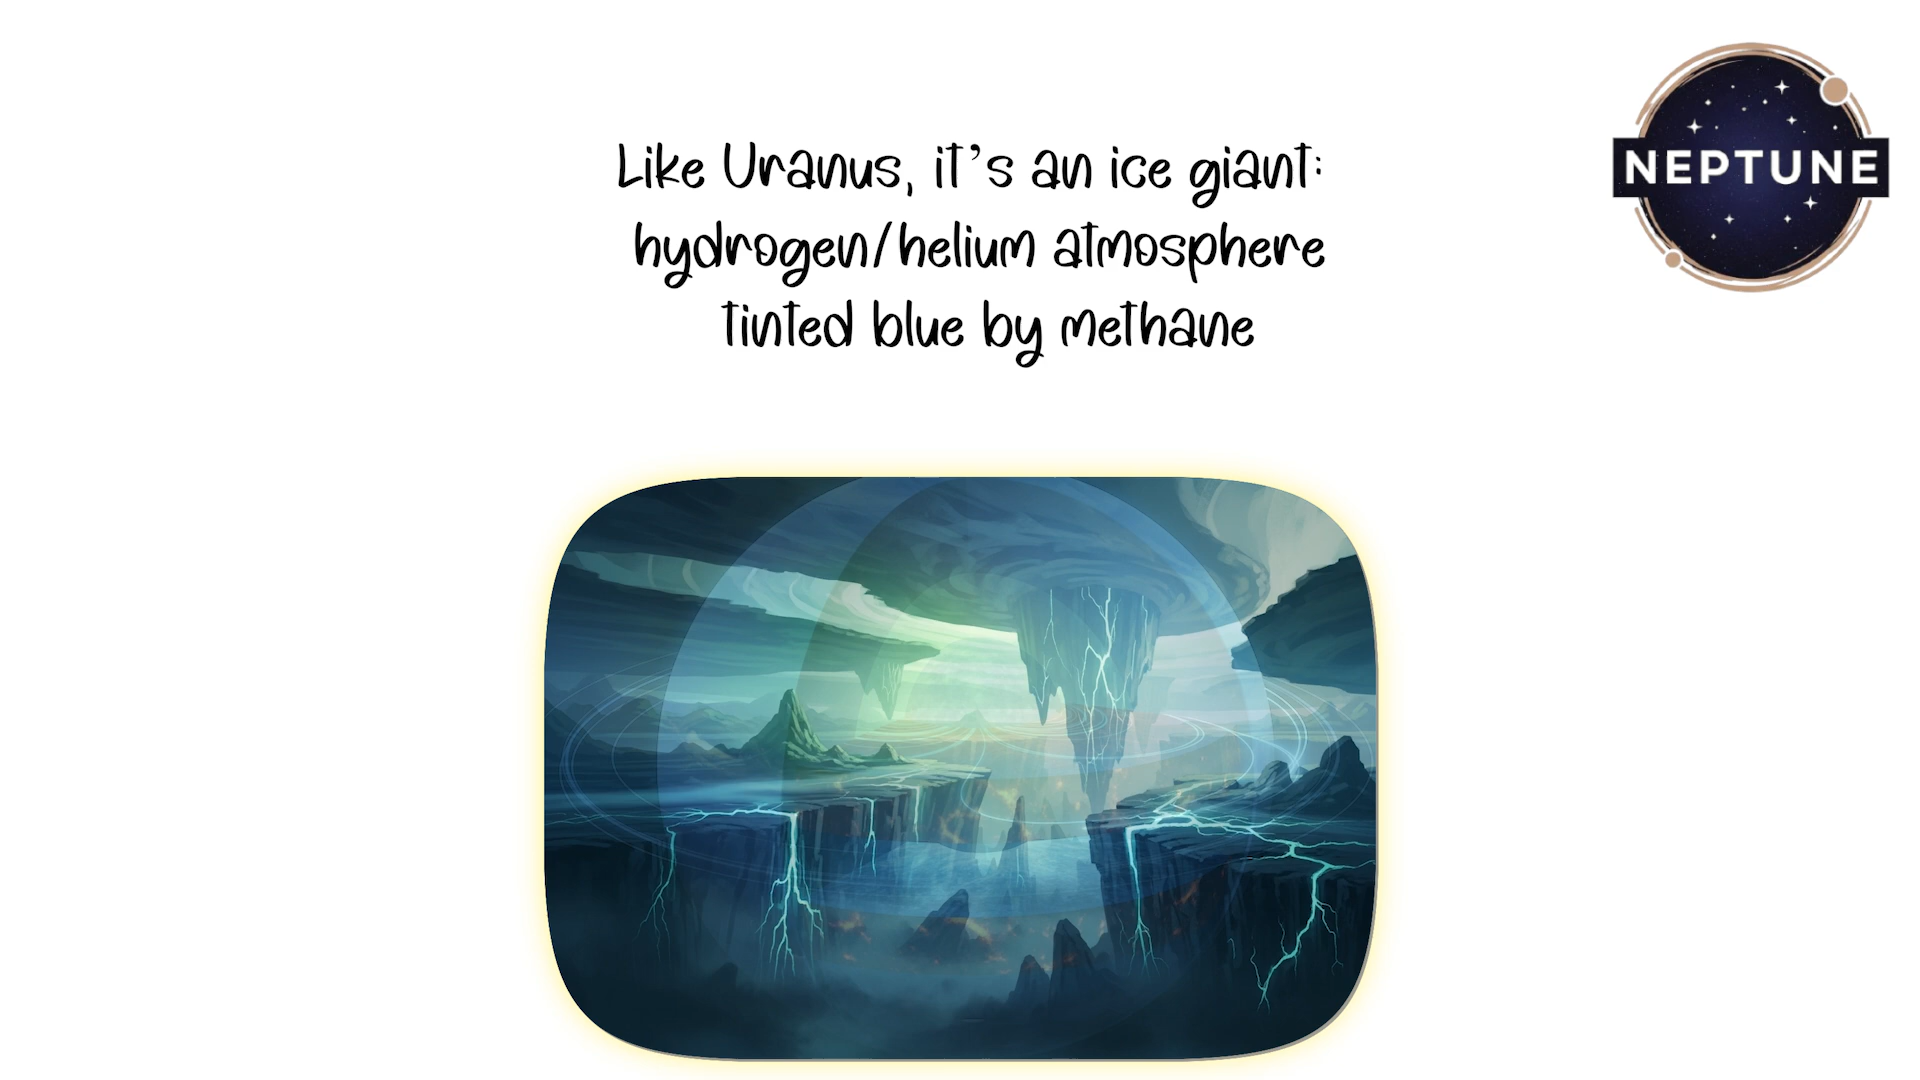 Like Uranus, it’s an ice giant:
hydrogen/helium atmosphere
tinted blue by methane
NEPTUNE